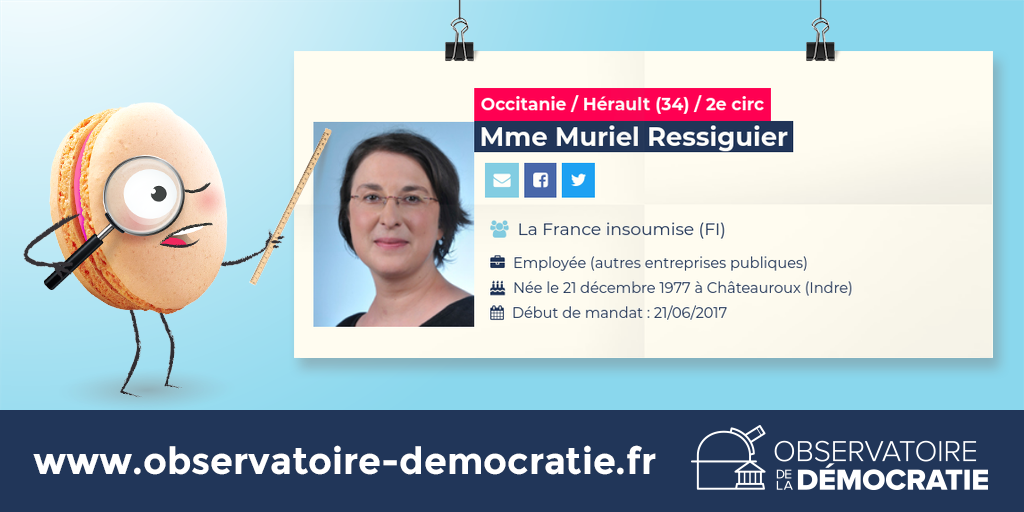 Occitanie / Hérault (34) / 2e circ
Mme Muriel Ressiguier
La France insoumise (FI)
Employée (autres entreprises publiques)
Née le 21 décembre 1977 à Châteauroux (Indre)
Début de mandat : 21/06/2017
www.observatoire-democratie.fr
OBSERVATOIRE
DE LA DÉMOCRATIE